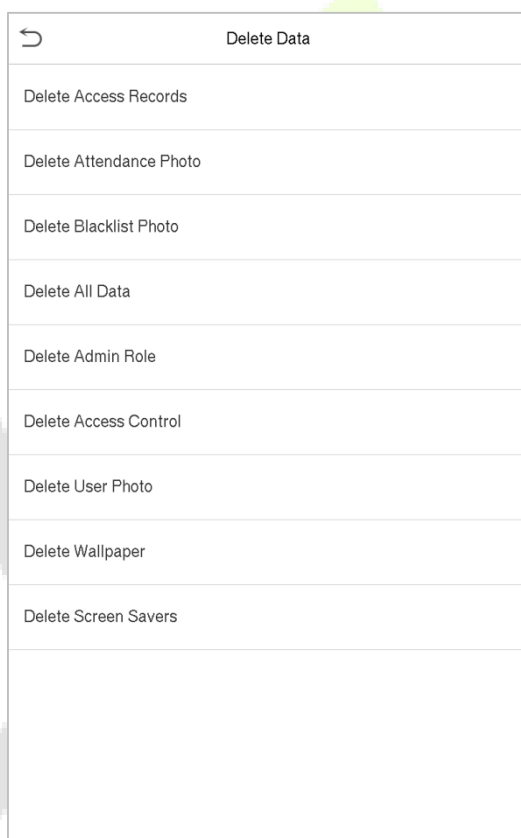 Delete Data
Delete Access Records
Delete Attendance Photo
Delete Blacklist Photo
Delete All Data
Delete Admin Role
Delete Access Control
Delete User Photo
Delete Wallpaper
Delete Screen Savers